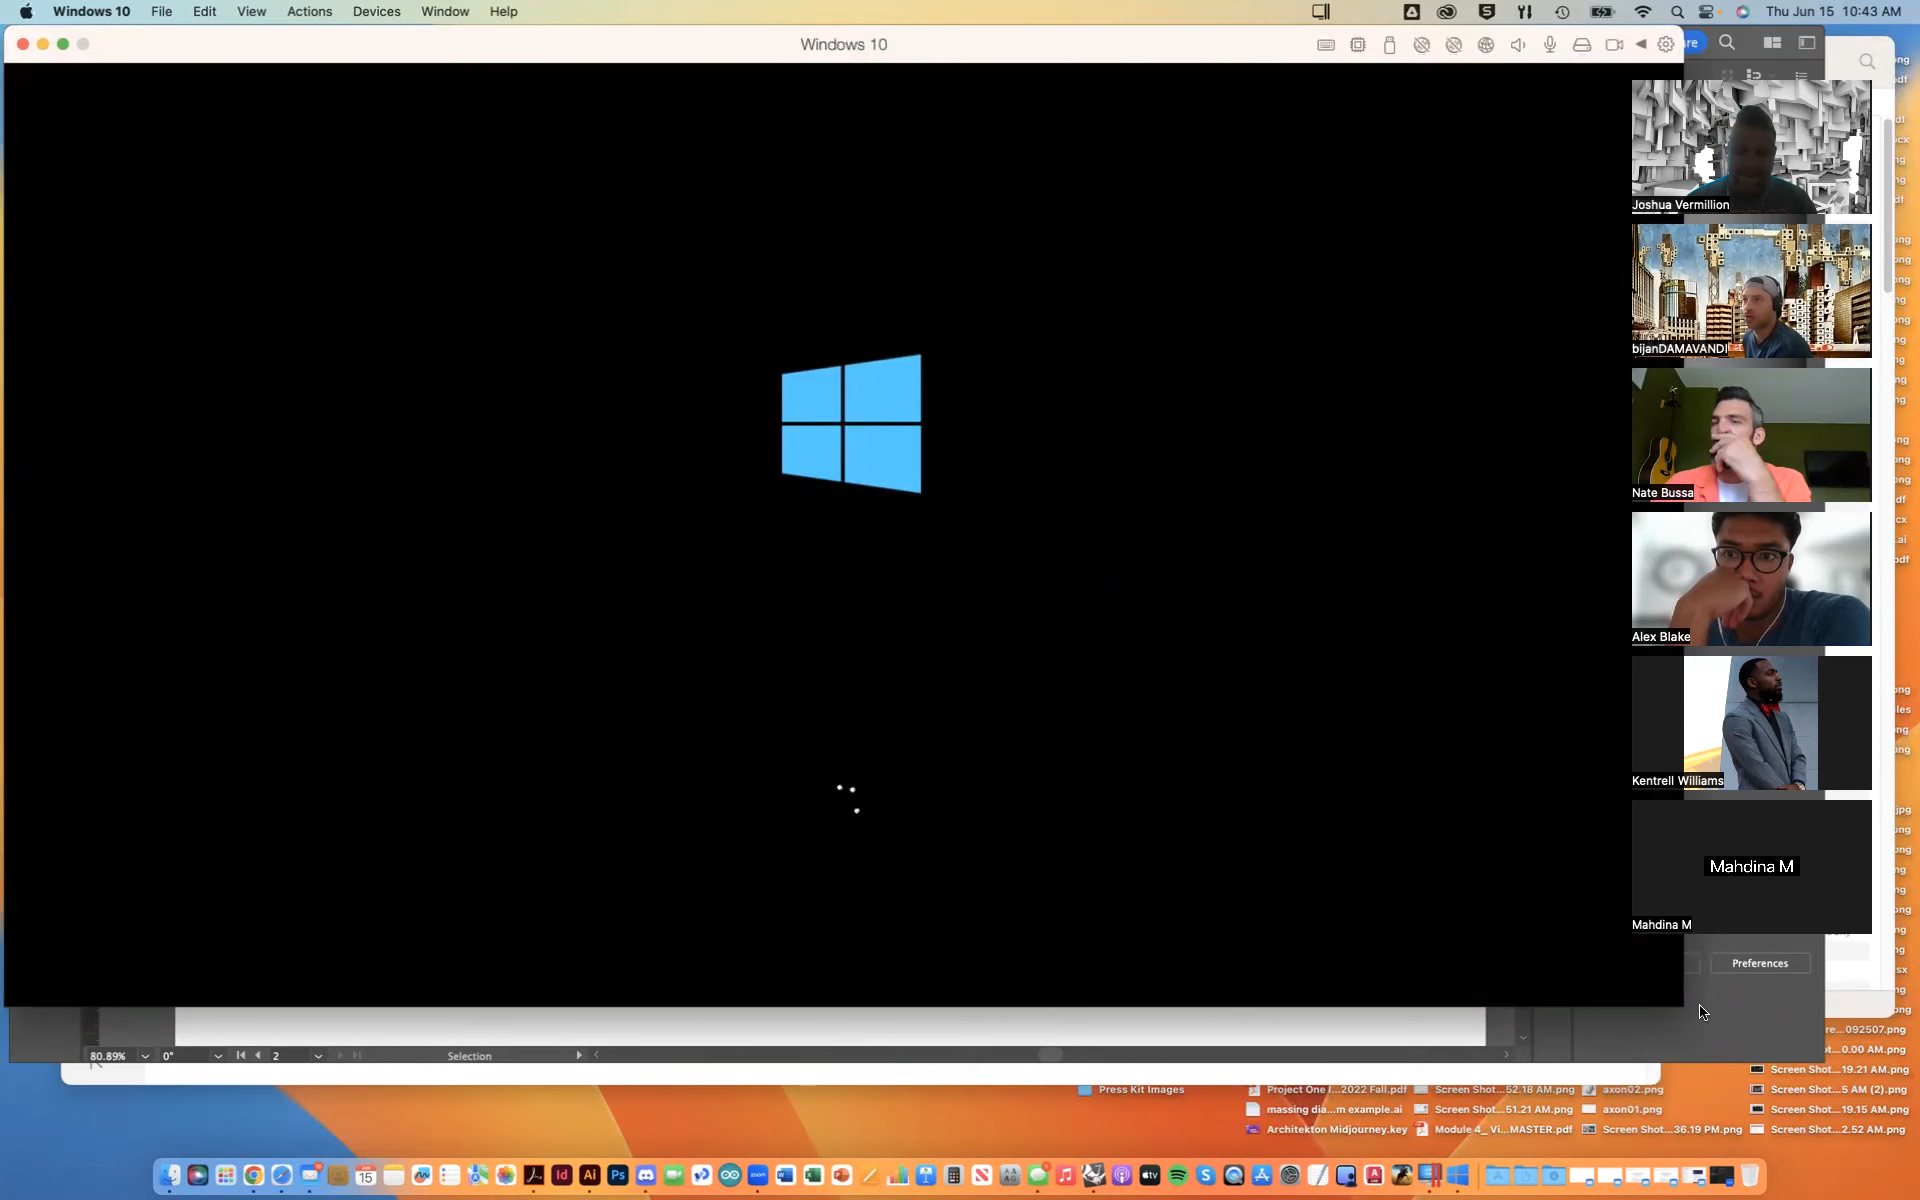 Windows 10 File Edit View Actions Devices Window Help
Thu Jun 15 10:43 AM
Windows 10
Joshua Vermillion
bijanDAMAVANDI
Nate Bussa
Alex Blake
Kentrell Williams
Mahdina M
Mahdina M
Preferences
80.89% 0° 2 Selection
Press Kit Images
Project One I...2022 Fall.pdf
Screen Shot...52.18 AM.png
axon02.png
massing dia...m example.ai
Screen Shot...51.21 AM.png
axon01.png
Architekton Midjourney.key
Module 4_ Vi...MASTER.pdf
Screen Shot...36.19 PM.png
re...092507.png
t...0.00 AM.png
Screen Shot...19.21 AM.png
Screen Shot...5 AM (2).png
Screen Shot...19.15 AM.png
Screen Shot...2.52 AM.png